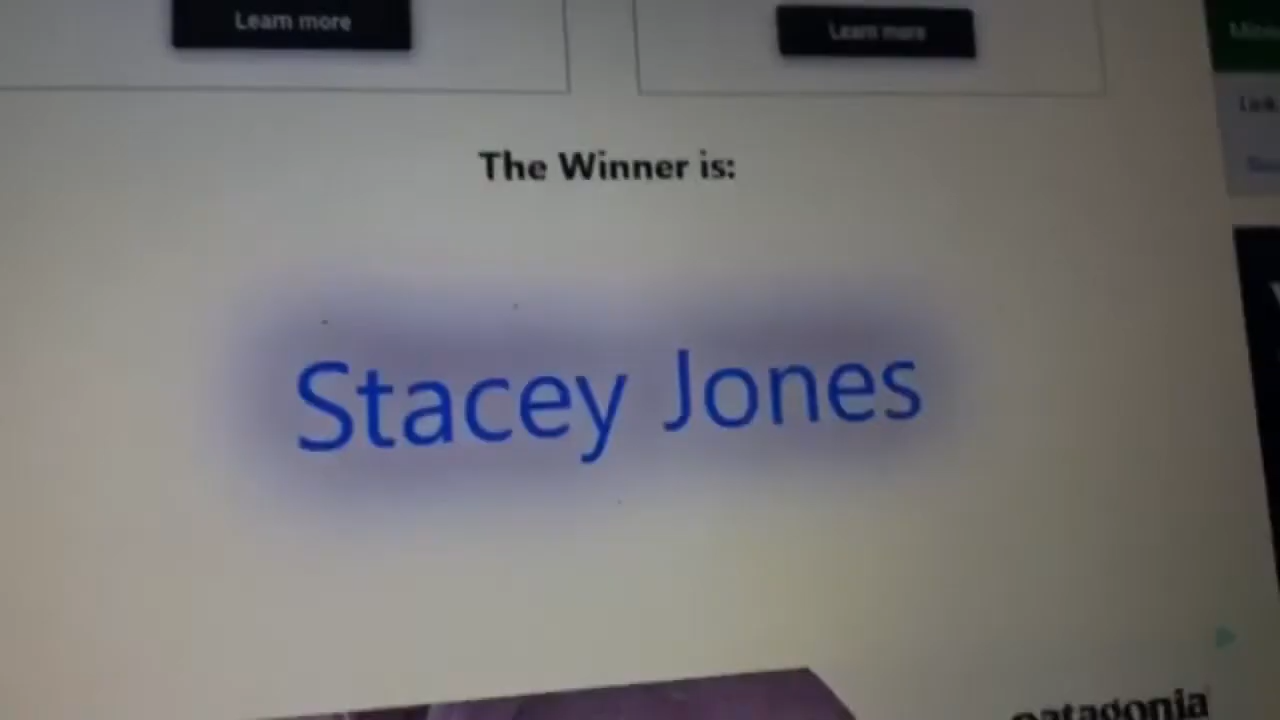 Learn more
Learn more
The Winner is:
Stacey Jones
patagonia